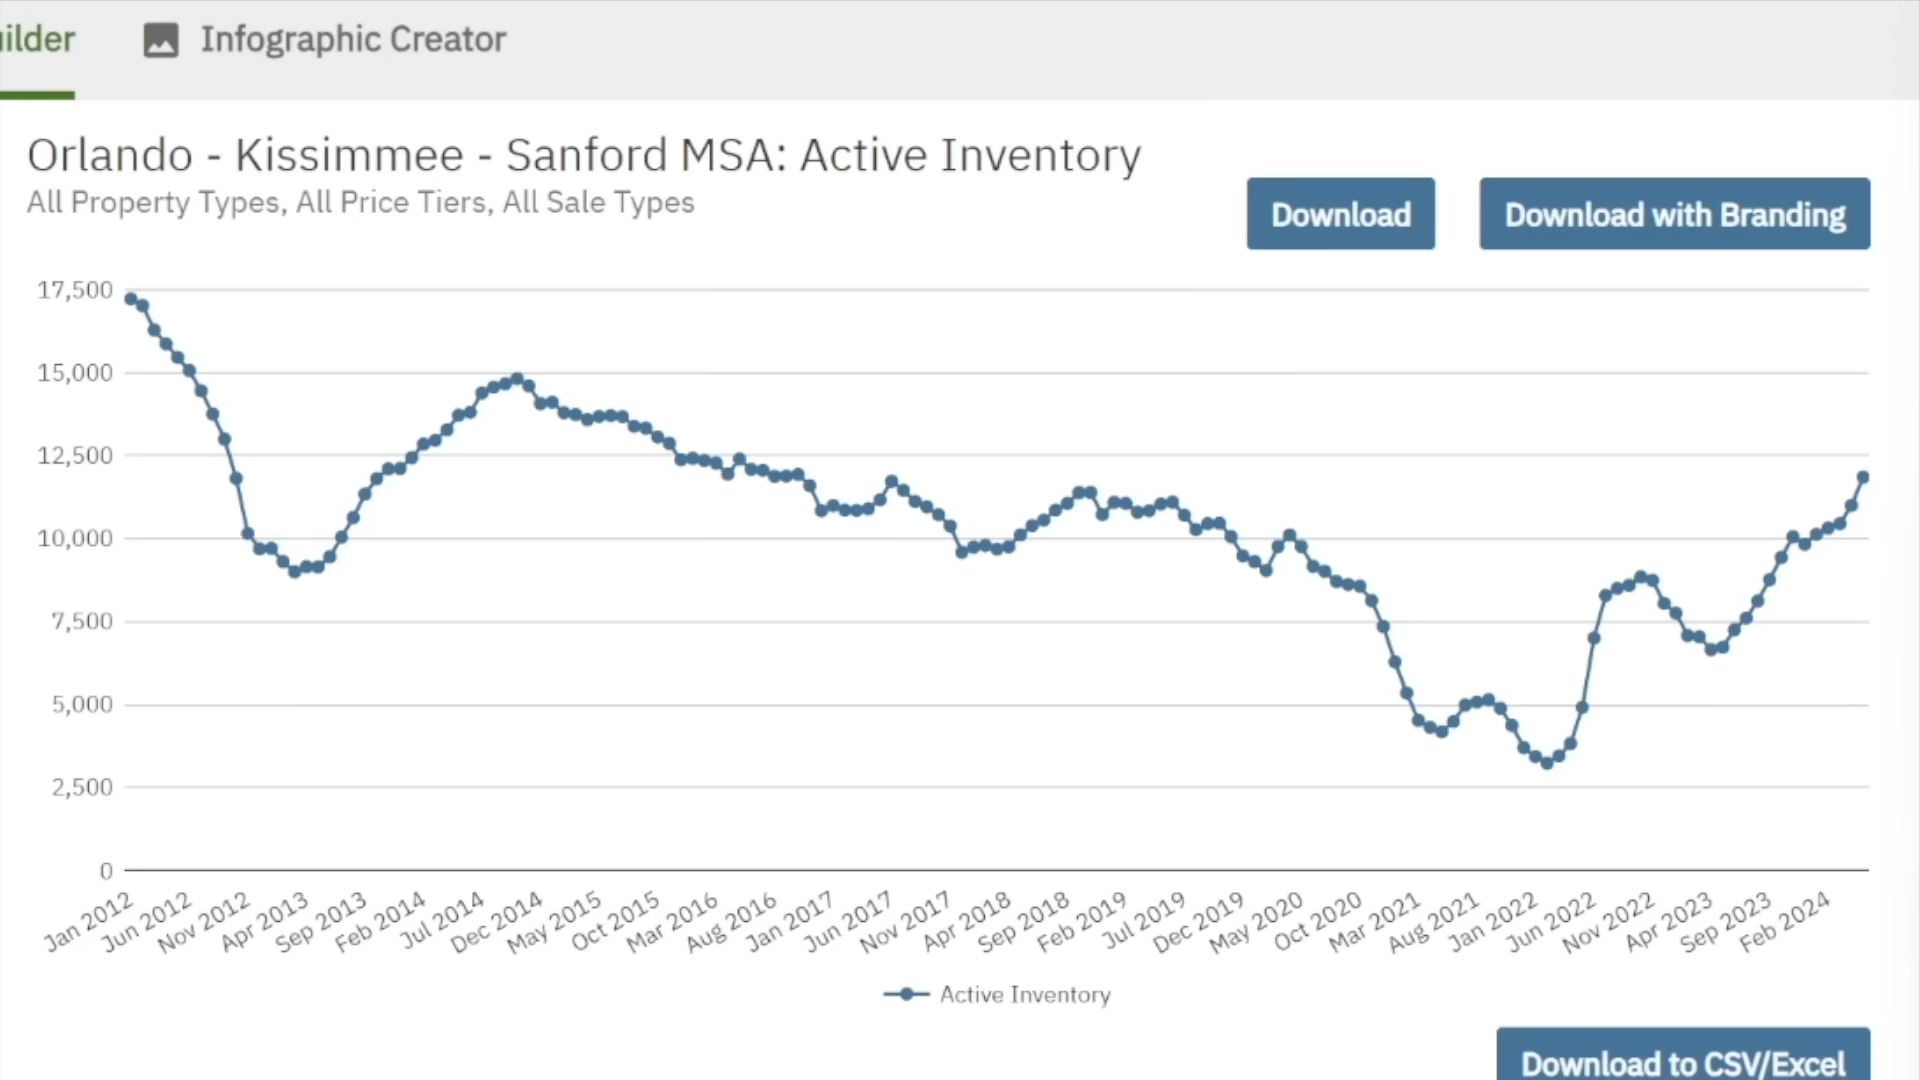 uilder Infographic Creator
Orlando - Kissimmee - Sanford MSA: Active Inventory
All Property Types, All Price Tiers, All Sale Types
Download
Download with Branding
17,500
15,000
12,500
10,000
7,500
5,000
2,500
0
Jan 2012
Jun 2012
Nov 2012
Apr 2013
Sep 2013
Feb 2014
Jul 2014
Dec 2014
May 2015
Oct 2015
Mar 2016
Aug 2016
Jan 2017
Jun 2017
Nov 2017
Apr 2018
Sep 2018
Feb 2019
Jul 2019
Dec 2019
May 2020
Oct 2020
Mar 2021
Aug 2021
Jan 2022
Jun 2022
Nov 2022
Apr 2023
Sep 2023
Feb 2024
Active Inventory
Download to CSV/Excel